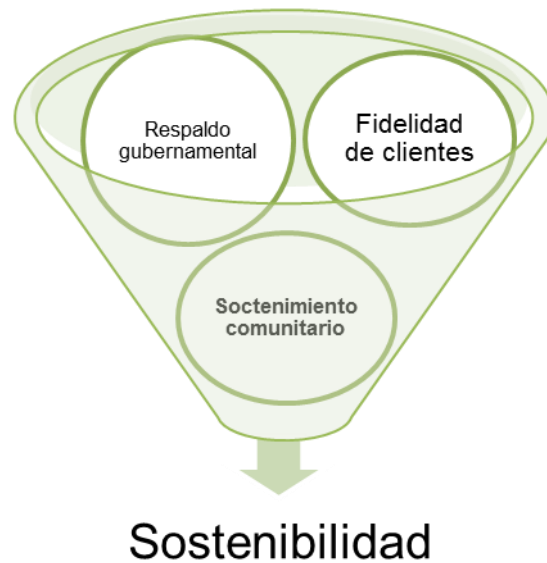 Respaldo
gubernamental
Fidelidad
de clientes
Soctenimiento
comunitario
Sostenibilidad